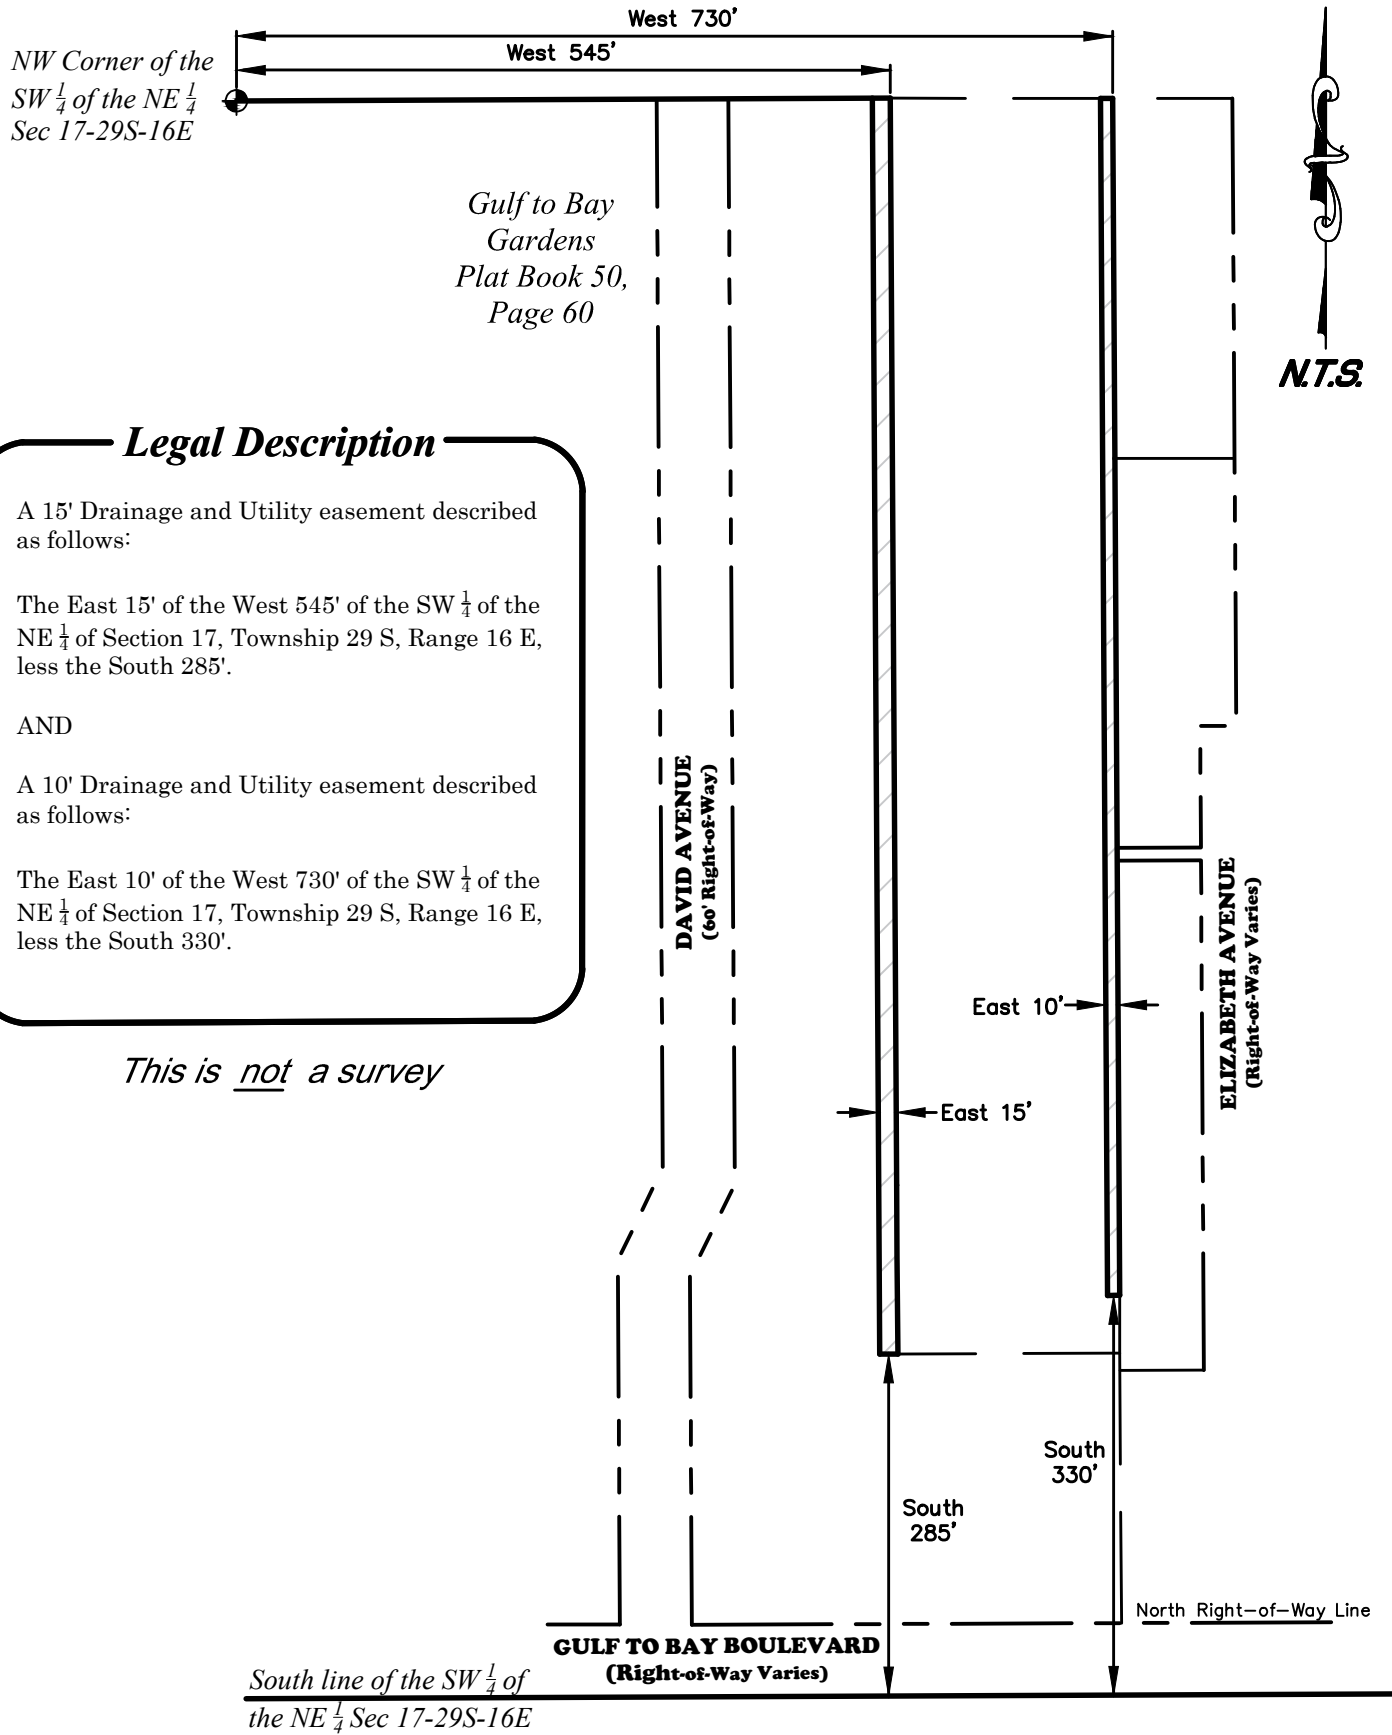 West 730'
West 545'
NW Corner of the
SW 1/4 of the NE 1/4
Sec 17-29S-16E
Gulf to Bay
Gardens
Plat Book 50,
Page 60
N.T.S.
Legal Description
A 15' Drainage and Utility easement described
as follows:
The East 15' of the West 545' of the SW 1/4 of the
NE 1/4 of Section 17, Township 29 S, Range 16 E,
less the South 285'.
AND
A 10' Drainage and Utility easement described
as follows:
The East 10' of the West 730' of the SW 1/4 of the
NE 1/4 of Section 17, Township 29 S, Range 16 E,
less the South 330'.
This is not a survey
DAVID AVENUE
(60' Right-of-Way)
ELIZABETH AVENUE
(Right-of-Way Varies)
East 10'
East 15'
South
330'
South
285'
North Right-of-Way Line
GULF TO BAY BOULEVARD
(Right-of-Way Varies)
South line of the SW 1/4 of
the NE 1/4 Sec 17-29S-16E